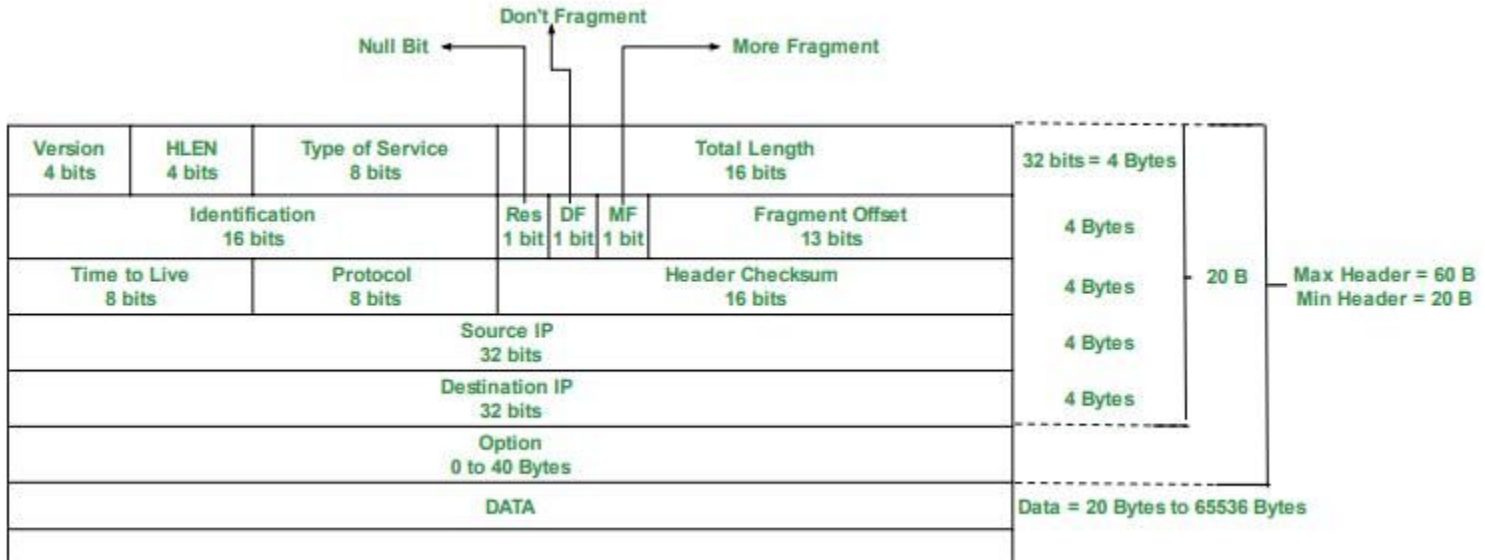 Don't Fragment
Null Bit
More Fragment
Version
4 bits
HLEN
4 bits
Type of Service
8 bits
Total Length
16 bits
32 bits = 4 Bytes
Identification
16 bits
Res
1 bit
DF
1 bit
MF
1 bit
Fragment Offset
13 bits
4 Bytes
Time to Live
8 bits
Protocol
8 bits
Header Checksum
16 bits
4 Bytes
20 B
Max Header = 60 B
Min Header = 20 B
Source IP
32 bits
4 Bytes
Destination IP
32 bits
4 Bytes
Option
0 to 40 Bytes
DATA
Data = 20 Bytes to 65536 Bytes